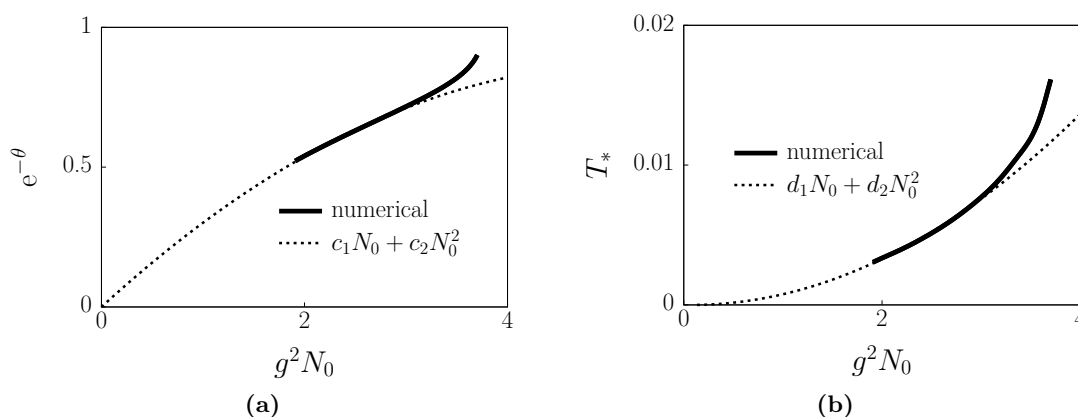 1
0.5
0
0 2 4
e^{-θ}
g^2N_0
numerical
c_1N_0 + c_2N_0^2
(a)
0.02
0.01
0
0 2 4
T_*
g^2N_0
numerical
d_1N_0 + d_2N_0^2
(b)